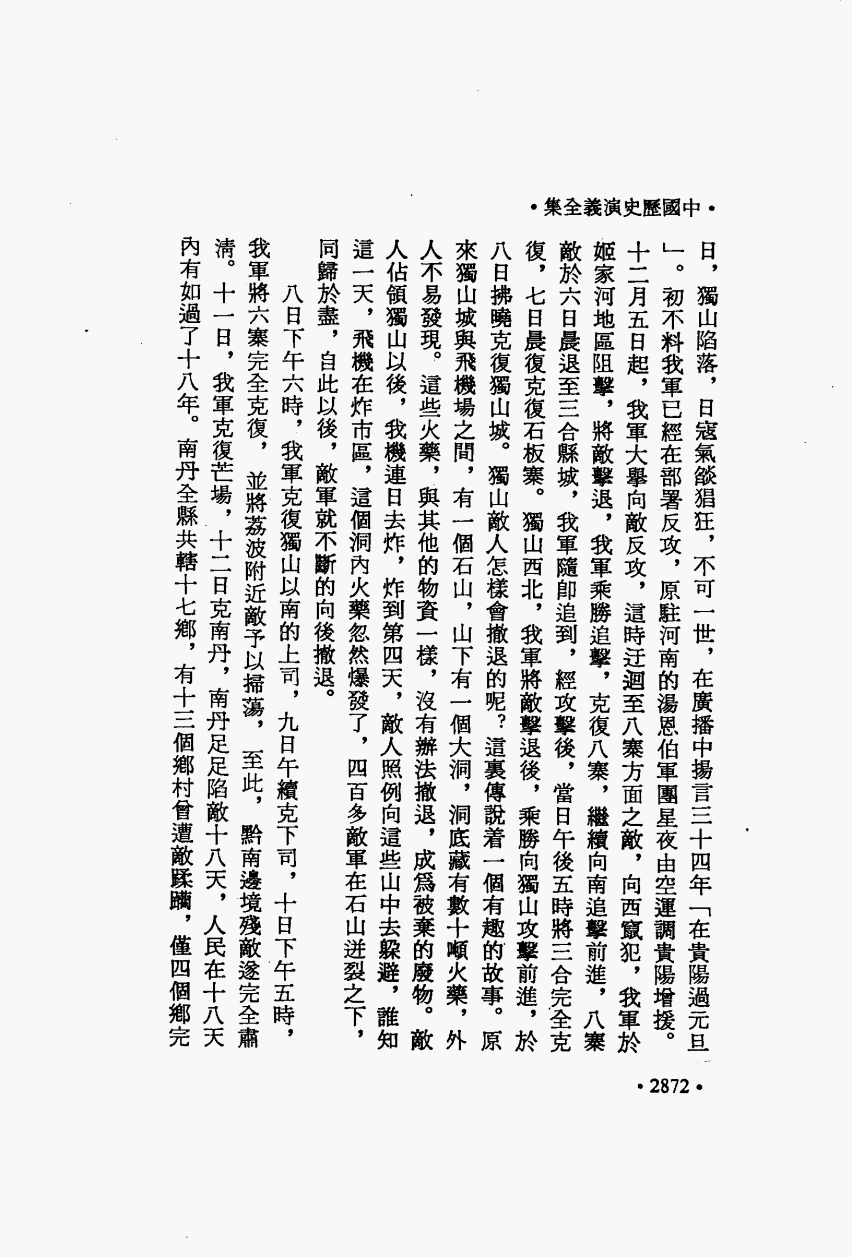 •中國歷史演義全集•
日，獨山陷落，日寇氣燄猖狂，不可一世，在廣播中揚言三十四年「在貴陽過元旦
」。初不料我軍已經在部署反攻，原駐河南的湯恩伯軍團星夜由空運調貴陽增援。
十二月五日起，我軍大擧向敵反攻，這時迂迴至八寨方面之敵，向西竄犯，我軍於
姬家河地區阻擊，將敵擊退，我軍乘勝追擊，克復八寨，繼續向南追擊前進，八寨
敵於六日晨退至三合縣城，我軍隨卽追到，經攻擊後，當日午後五時將三合完全克
復，七日晨復克復石板寨。獨山西北，我軍將敵擊退後，乘勝向獨山攻擊前進，於
八日拂曉克復獨山城。獨山敵人怎樣會撤退的呢？這裏傳說着一個有趣的故事。原
來獨山城與飛機場之間，有一個石山，山下有一個大洞，洞底藏有數十噸火藥，外
人不易發現。這些火藥，與其他的物資一樣，沒有辦法撤退，成爲被棄的廢物。敵
人佔領獨山以後，我機連日去炸，炸到第四天，敵人照例向這些山中去躱避，誰知
這一天，飛機在炸市區，這個洞內火藥忽然爆發了，四百多敵軍在石山迸裂之下，
同歸於盡，自此以後，敵軍就不斷的向後撤退。
八日下午六時，我軍克復獨山以南的上司，九日午續克下司，十日下午五時，
我軍將六寨完全克復，並將荔波附近敵予以掃蕩，至此，黔南邊境殘敵遂完全肅
淸。十一日，我軍克復芒場，十二日克南丹，南丹足足陷敵十八天，人民在十八天
內有如過了十八年。南丹全縣共轄十七鄉，有十三個鄉村曾遭敵蹂躪，僅四個鄉完
•2872•